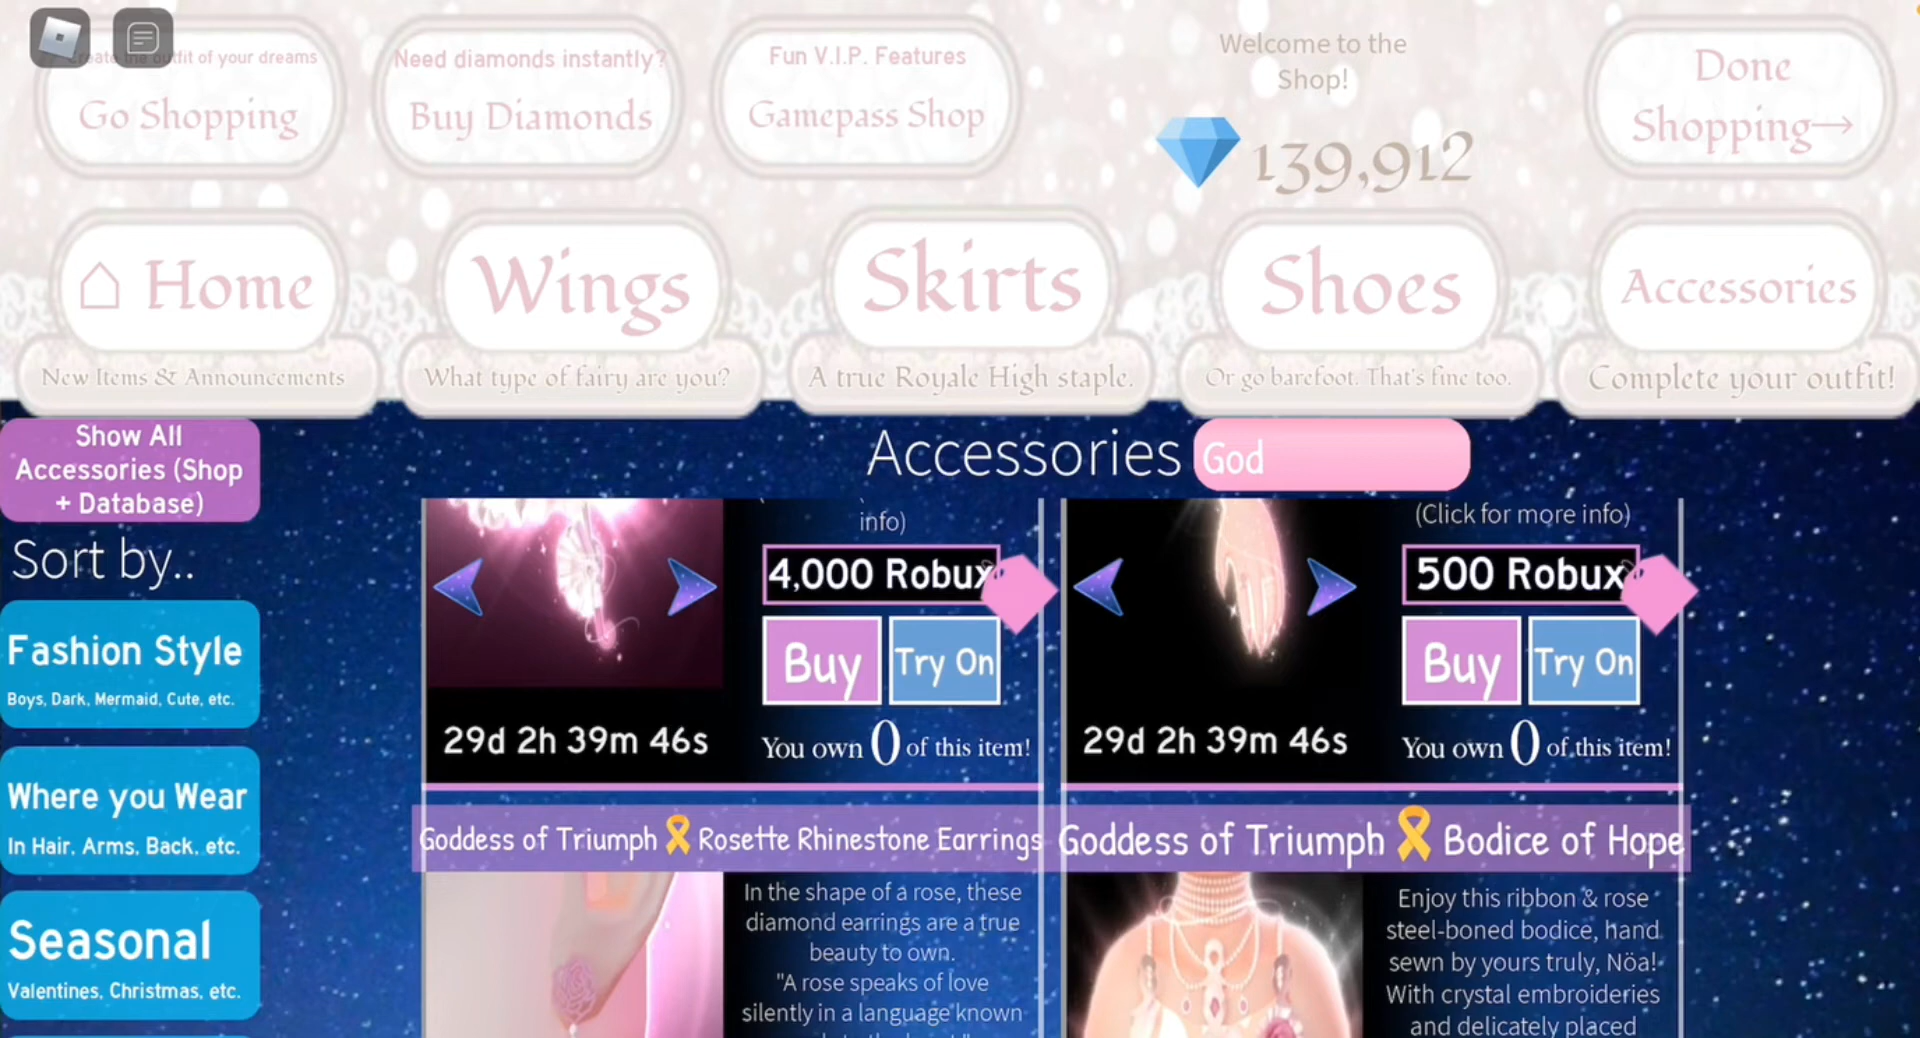 Create the outfit of your dreams
Go Shopping
Need diamonds instantly?
Buy Diamonds
Fun V.I.P. Features
Gamepass Shop
Welcome to the
Shop!
139,912
Done
Shopping→
Home
New Items & Announcements
Wings
What type of fairy are you?
Skirts
A true Royale High staple.
Shoes
Or go barefoot. That's fine too.
Accessories
Complete your outfit!
Show All
Accessories (Shop
+ Database)
Sort by..
Fashion Style
Boys, Dark, Mermaid, Cute, etc.
Where you Wear
In Hair, Arms, Back, etc.
Seasonal
Valentines, Christmas, etc.
Accessories
God
info)
4,000 Robux
Buy
Try On
29d 2h 39m 46s
You own 0 of this item!
(Click for more info)
500 Robux
Buy
Try On
29d 2h 39m 46s
You own 0 of this item!
Goddess of Triumph 🎗 Rosette Rhinestone Earrings
In the shape of a rose, these
diamond earrings are a true
beauty to own.
"A rose speaks of love
silently in a language known
Goddess of Triumph 🎗 Bodice of Hope
Enjoy this ribbon & rose
steel-boned bodice, hand
sewn by yours truly, Nöa!
With crystal embroideries
and delicately placed